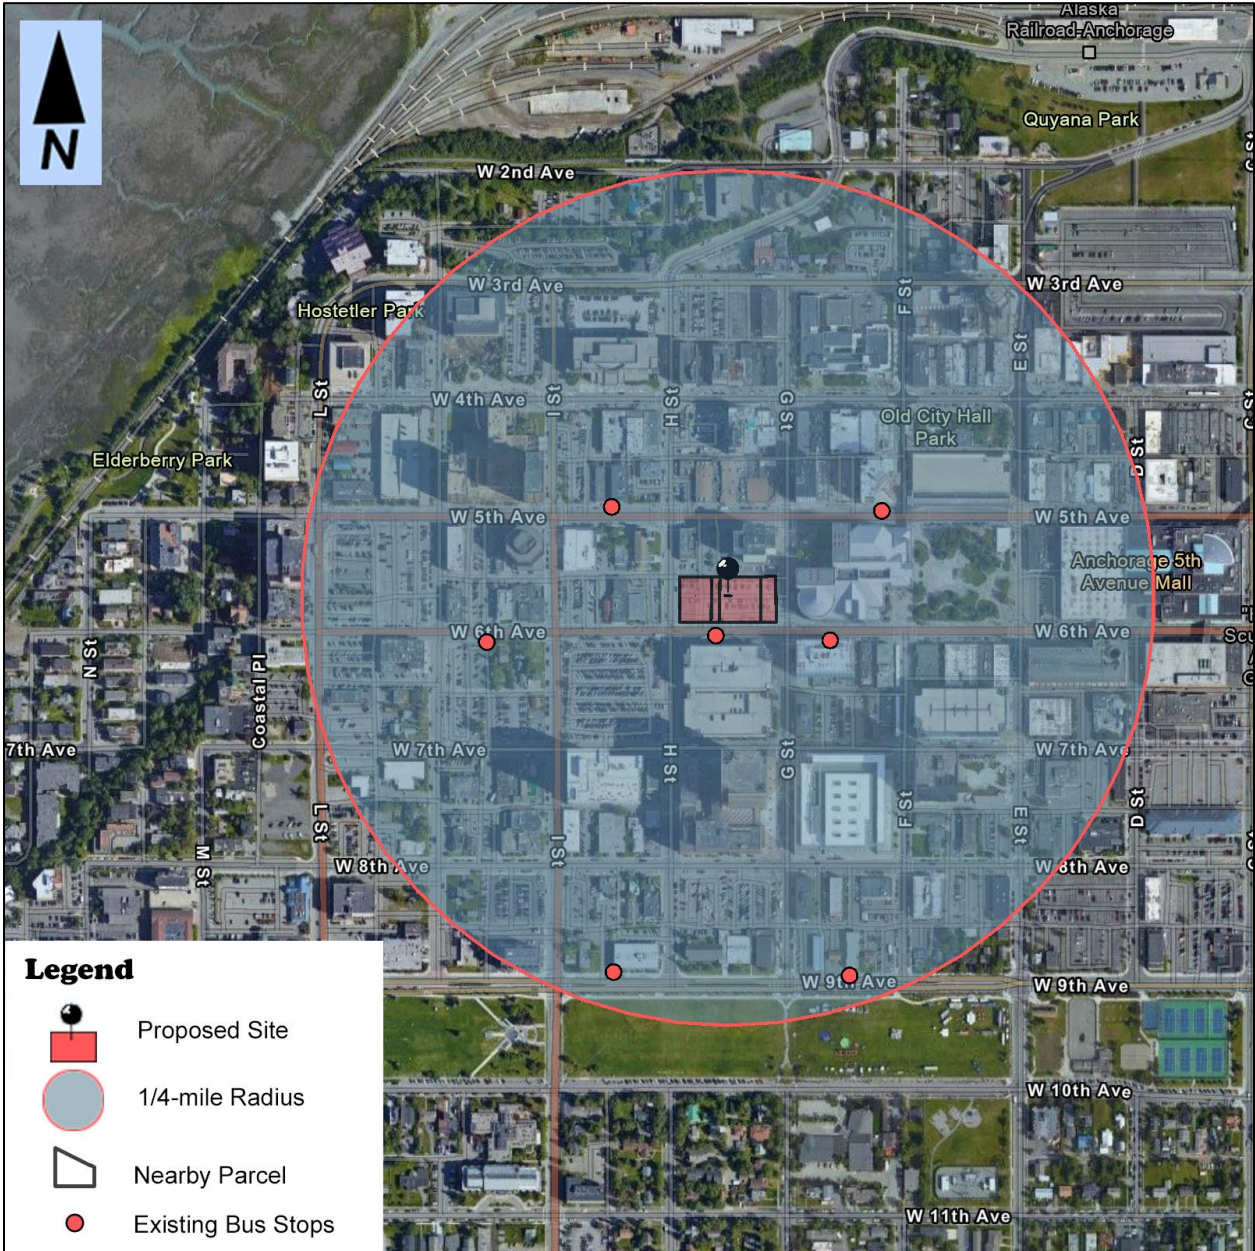 Alaska
Railroad-Anchorage
N
Quyana Park
W 2nd Ave
W 3rd Ave
W 3rd Ave
Hostetler Park
F St
E St
L St
W 4th Ave
I St
H St
G St
Old City Hall
Park
C St
D St
Elderberry Park
W 5th Ave
W 5th Ave
Anchorage 5th
Avenue Mall
W 6th Ave
W 6th Ave
N St
Coastal Pl
7th Ave
W 7th Ave
H St
G St
W 7th Ave
L St
F St
E St
D St
M St
W 8th Ave
I St
W 8th Ave
W 9th Ave
W 9th Ave
W 10th Ave
W 11th Ave
Legend
Proposed Site
1/4-mile Radius
Nearby Parcel
Existing Bus Stops